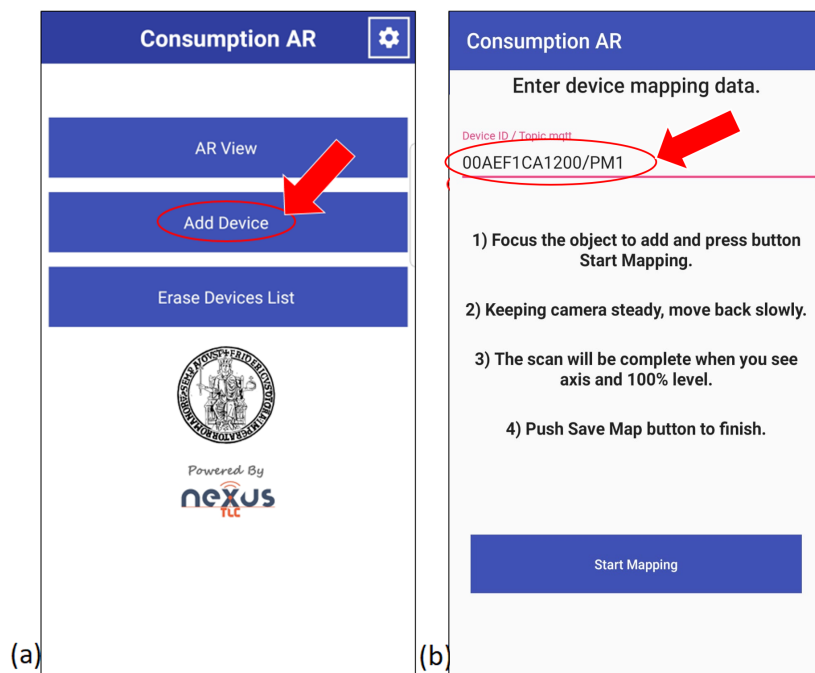 Consumption AR
AR View
Add Device
Erase Devices List
Powered By
nexus
TLC
(a)
Consumption AR
Enter device mapping data.
Device ID / Topic mqtt
00AEF1CA1200/PM1
1) Focus the object to add and press button
Start Mapping.
2) Keeping camera steady, move back slowly.
3) The scan will be complete when you see
axis and 100% level.
4) Push Save Map button to finish.
Start Mapping
(b)